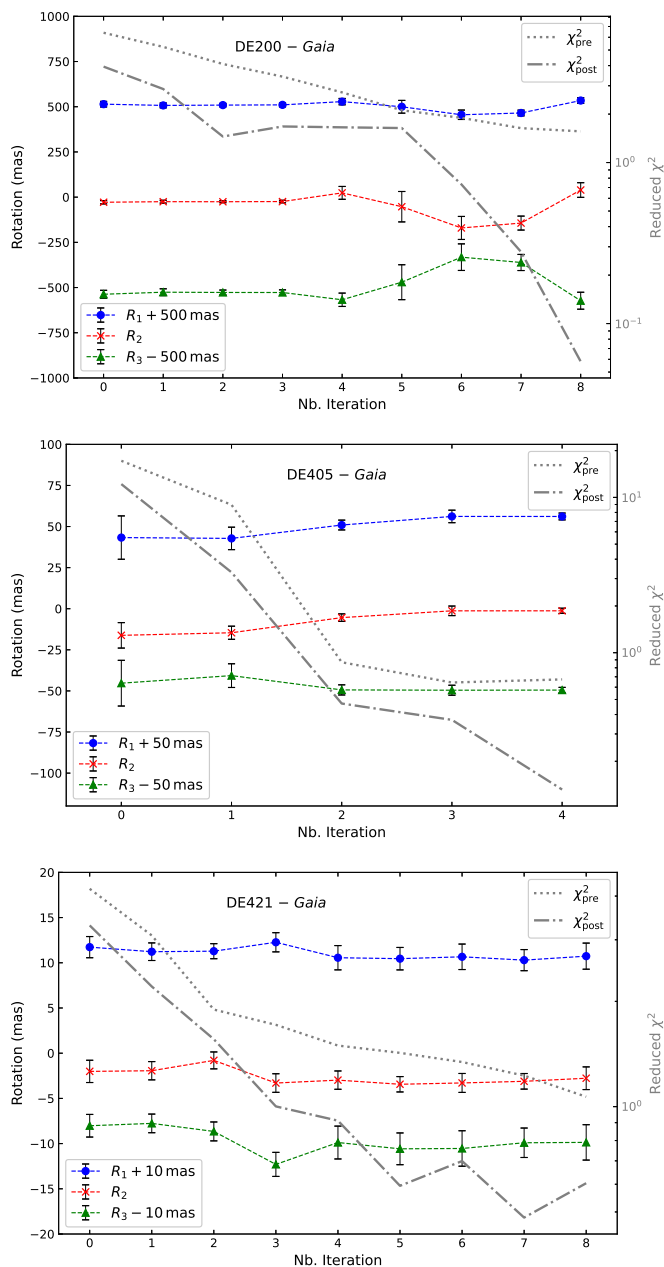 DE200 − Gaia
χ²pre
χ²post
1000
750
500
250
0
−250
−500
−750
−1000
Rotation (mas)
10⁰
10⁻¹
Reduced χ²
R₁ + 500 mas
R₂
R₃ − 500 mas
0 1 2 3 4 5 6 7 8
Nb. Iteration
DE405 − Gaia
χ²pre
χ²post
100
75
50
25
0
−25
−50
−75
−100
Rotation (mas)
10¹
10⁰
Reduced χ²
R₁ + 50 mas
R₂
R₃ − 50 mas
0 1 2 3 4
Nb. Iteration
DE421 − Gaia
χ²pre
χ²post
20
15
10
5
0
−5
−10
−15
−20
Rotation (mas)
10⁰
Reduced χ²
R₁ + 10 mas
R₂
R₃ − 10 mas
0 1 2 3 4 5 6 7 8
Nb. Iteration